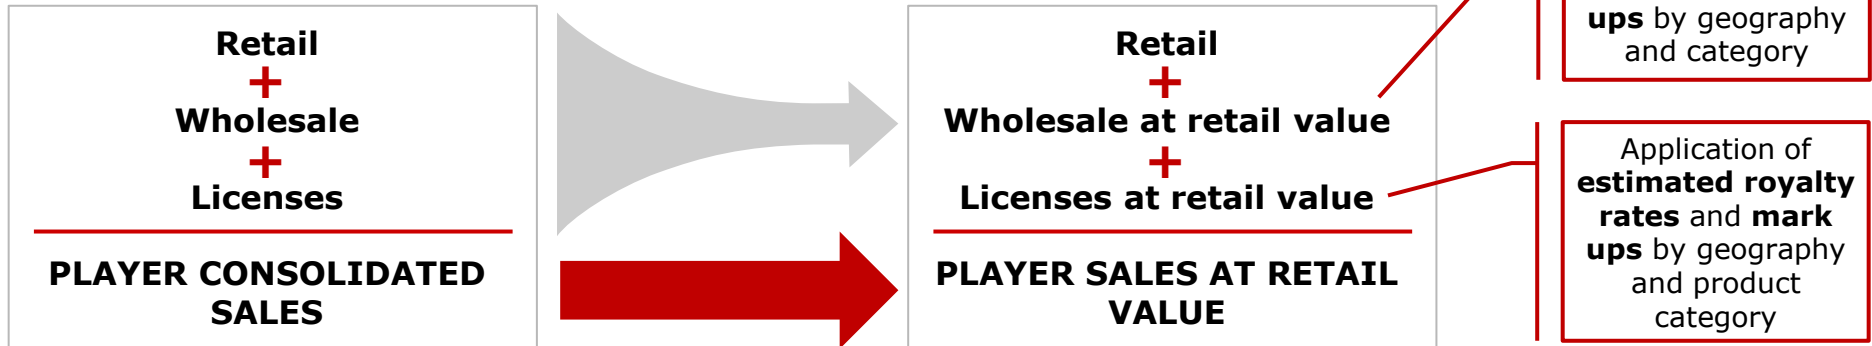 Retail
+
Wholesale
+
Licenses
PLAYER CONSOLIDATED
SALES
Retail
+
Wholesale at retail value
+
Licenses at retail value
PLAYER SALES AT RETAIL
VALUE
ups by geography
and category
Application of
estimated royalty
rates and mark
ups by geography
and product
category